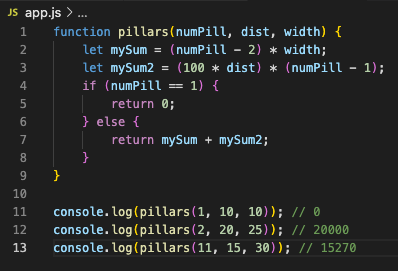 JS app.js > ...
1 function pillars(numPill, dist, width) {
2 let mySum = (numPill - 2) * width;
3 let mySum2 = (100 * dist) * (numPill - 1);
4 if (numPill == 1) {
5 return 0;
6 } else {
7 return mySum + mySum2;
8 }
9 }
10
11 console.log(pillars(1, 10, 10)); // 0
12 console.log(pillars(2, 20, 25)); // 20000
13 console.log(pillars(11, 15, 30)); // 15270